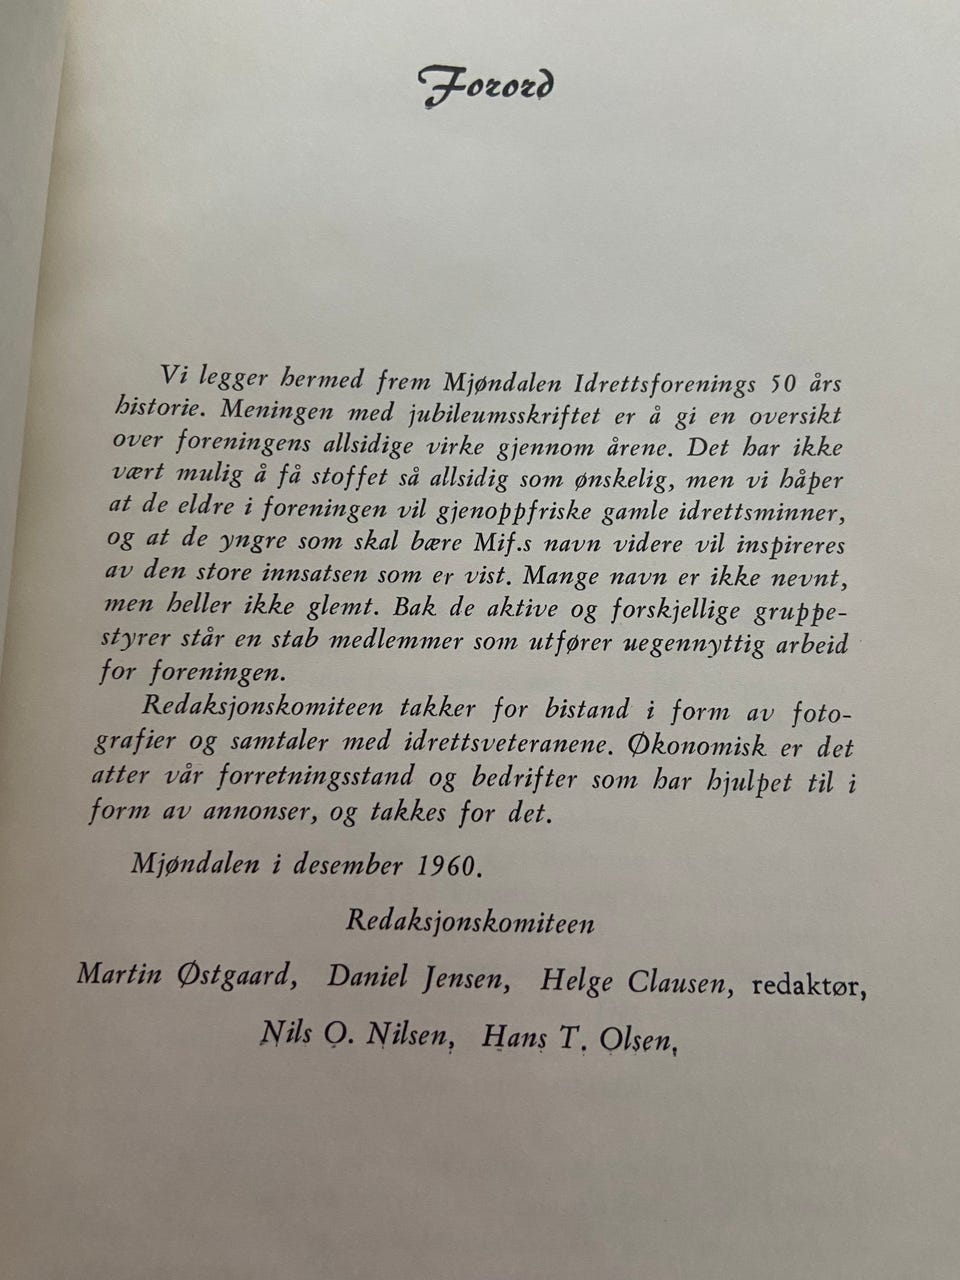 Forord
Vi legger hermed frem Mjøndalen Idrettsforenings 50 års
historie. Meningen med jubileumsskriftet er å gi en oversikt
over foreningens allsidige virke gjennom årene. Det har ikke
vært mulig å få stoffet så allsidig som ønskelig, men vi håper
at de eldre i foreningen vil gjenoppfriske gamle idrettsminner,
og at de yngre som skal bære Mif.s navn videre vil inspireres
av den store innsatsen som er vist. Mange navn er ikke nevnt,
men heller ikke glemt. Bak de aktive og forskjellige gruppe-
styrer står en stab medlemmer som utfører uegennyttig arbeid
for foreningen.
Redaksjonskomiteen takker for bistand i form av foto-
grafier og samtaler med idrettsveteranene. Økonomisk er det
atter vår forretningsstand og bedrifter som har hjulpet til i
form av annonser, og takkes for det.
Mjøndalen i desember 1960.
Redaksjonskomiteen
Martin Østgaard, Daniel Jensen, Helge Clausen, redaktør,
Nils O. Nilsen, Hans T. Olsen,